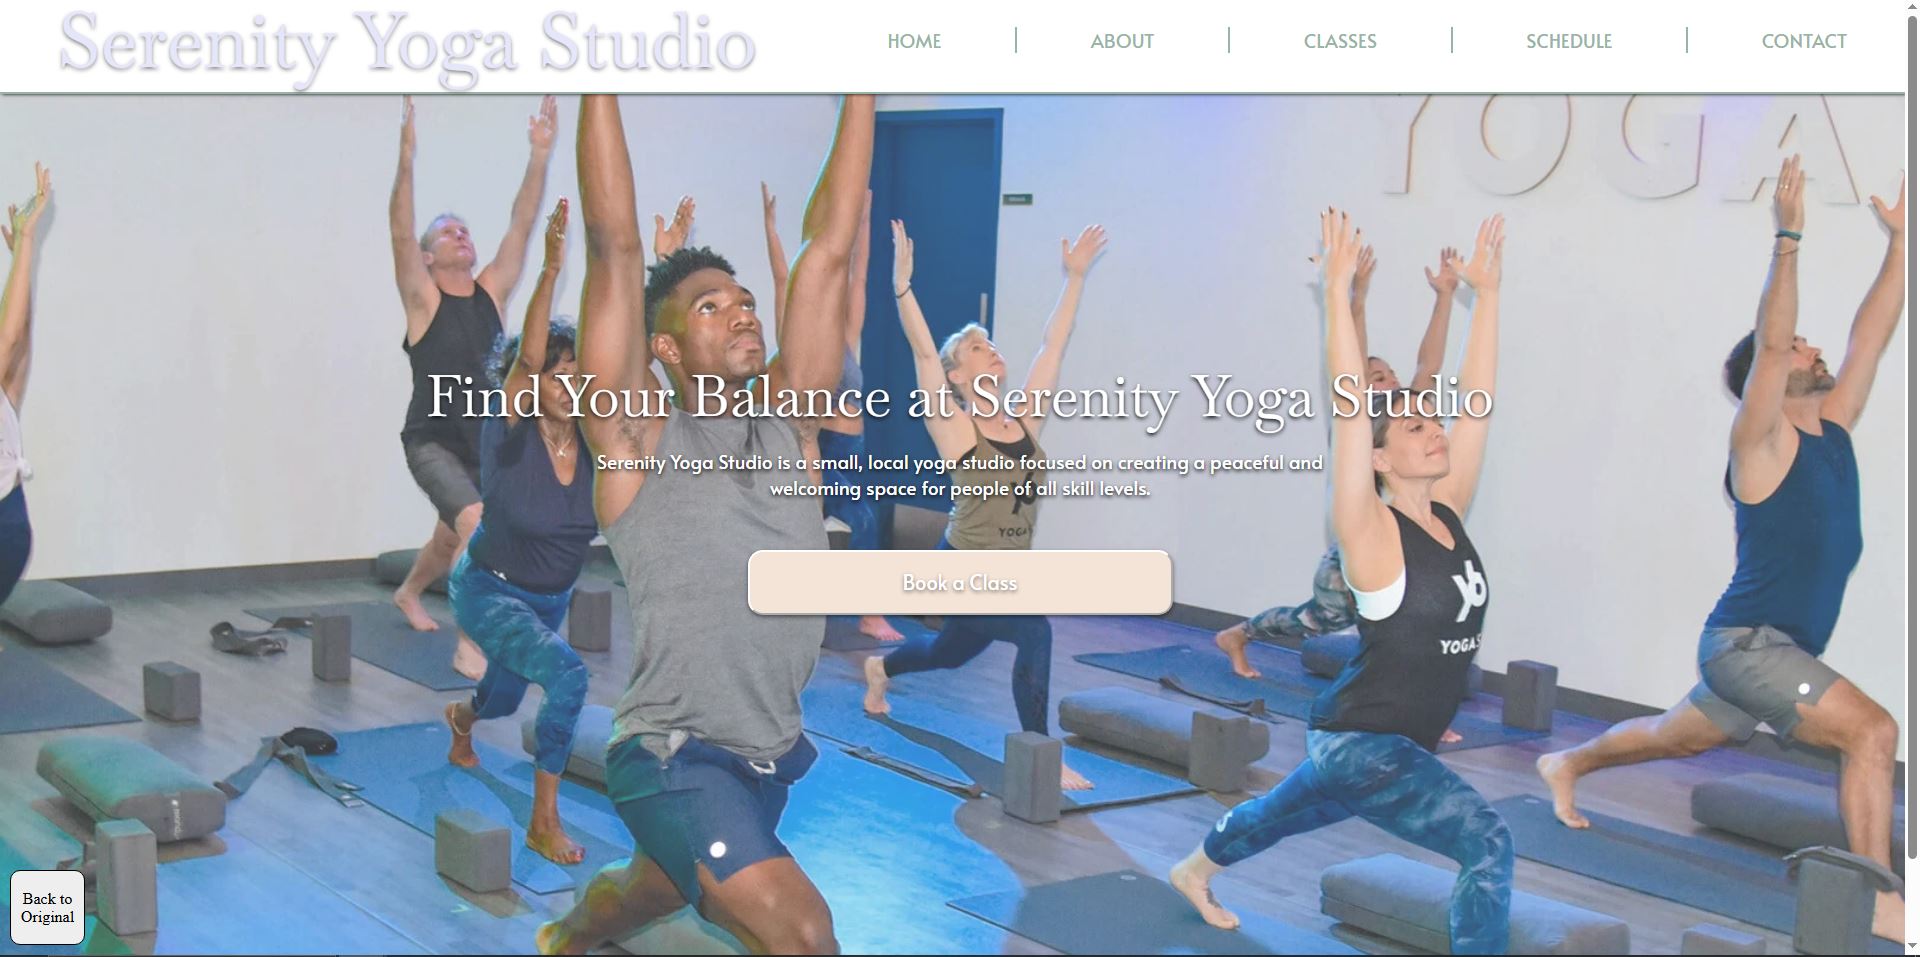 Serenity Yoga Studio
HOME
ABOUT
CLASSES
SCHEDULE
CONTACT
YOGA
Find Your Balance at Serenity Yoga Studio
Serenity Yoga Studio is a small, local yoga studio focused on creating a peaceful and
welcoming space for people of all skill levels.
YOGA
Book a Class
YOGA
Back to
Original